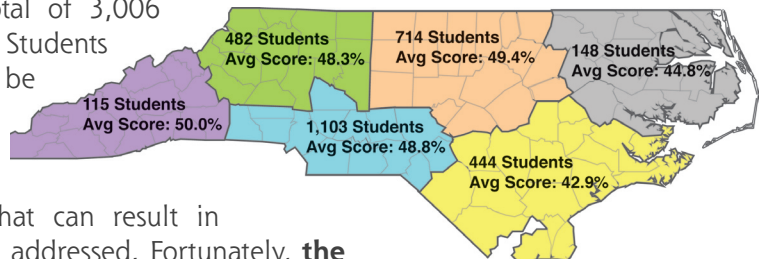 otal of 3,006
Students
be
482 Students
Avg Score: 48.3%
714 Students
Avg Score: 49.4%
148 Students
Avg Score: 44.8%
115 Students
Avg Score: 50.0%
1,103 Students
Avg Score: 48.8%
444 Students
Avg Score: 42.9%
hat can result in
addressed. Fortunately, the